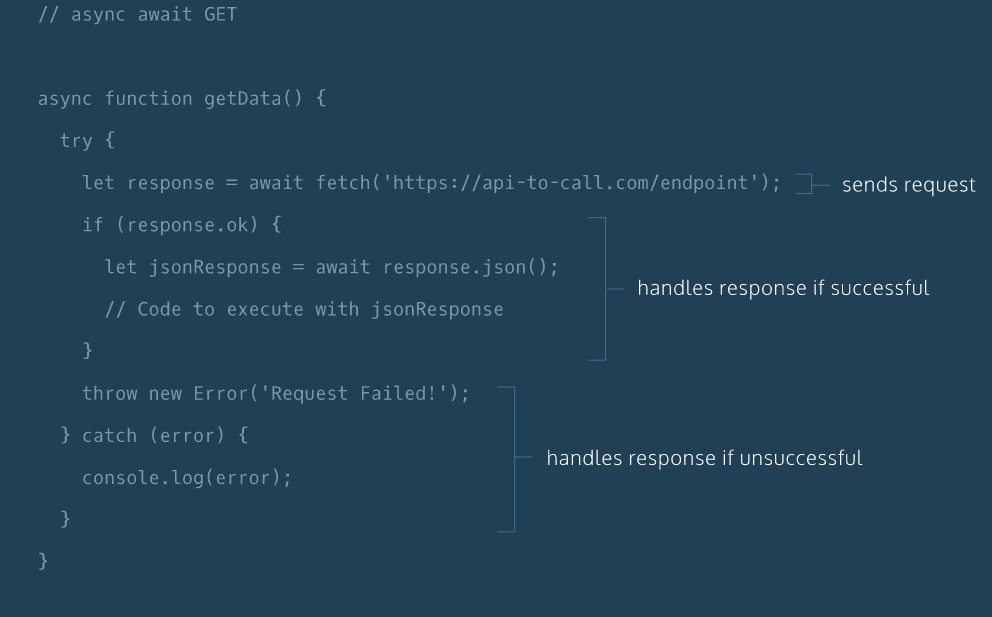 // async await GET
async function getData() {
try {
let response = await fetch('https://api-to-call.com/endpoint'); sends request
if (response.ok) {
let jsonResponse = await response.json();
handles response if successful
// Code to execute with jsonResponse
}
throw new Error('Request Failed!');
} catch (error) {
handles response if unsuccessful
console.log(error);
}
}